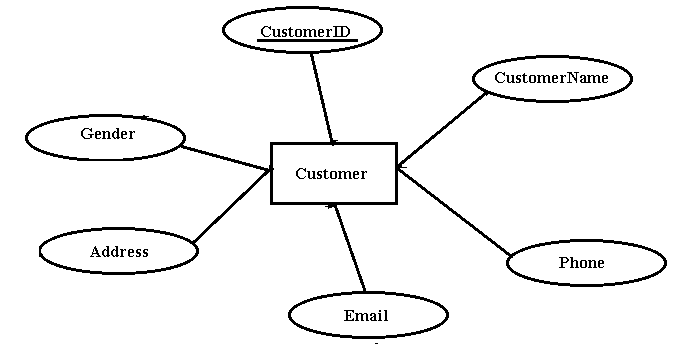 CustomerID
CustomerName
Gender
Customer
Address
Phone
Email